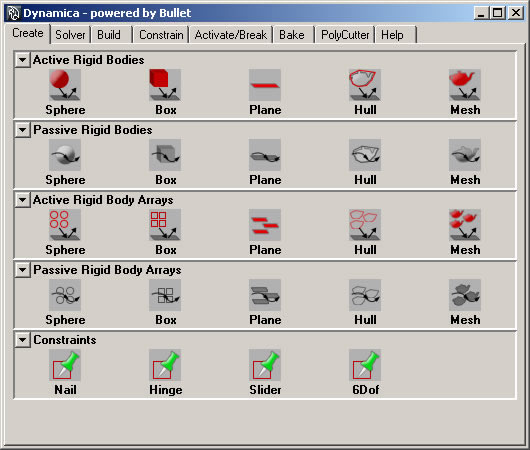 Dynamica - powered by Bullet
Create Solver Build Constrain Activate/Break Bake PolyCutter Help
Active Rigid Bodies
Sphere Box Plane Hull Mesh
Passive Rigid Bodies
Sphere Box Plane Hull Mesh
Active Rigid Body Arrays
Sphere Box Plane Hull Mesh
Passive Rigid Body Arrays
Sphere Box Plane Hull Mesh
Constraints
Nail Hinge Slider 6Dof